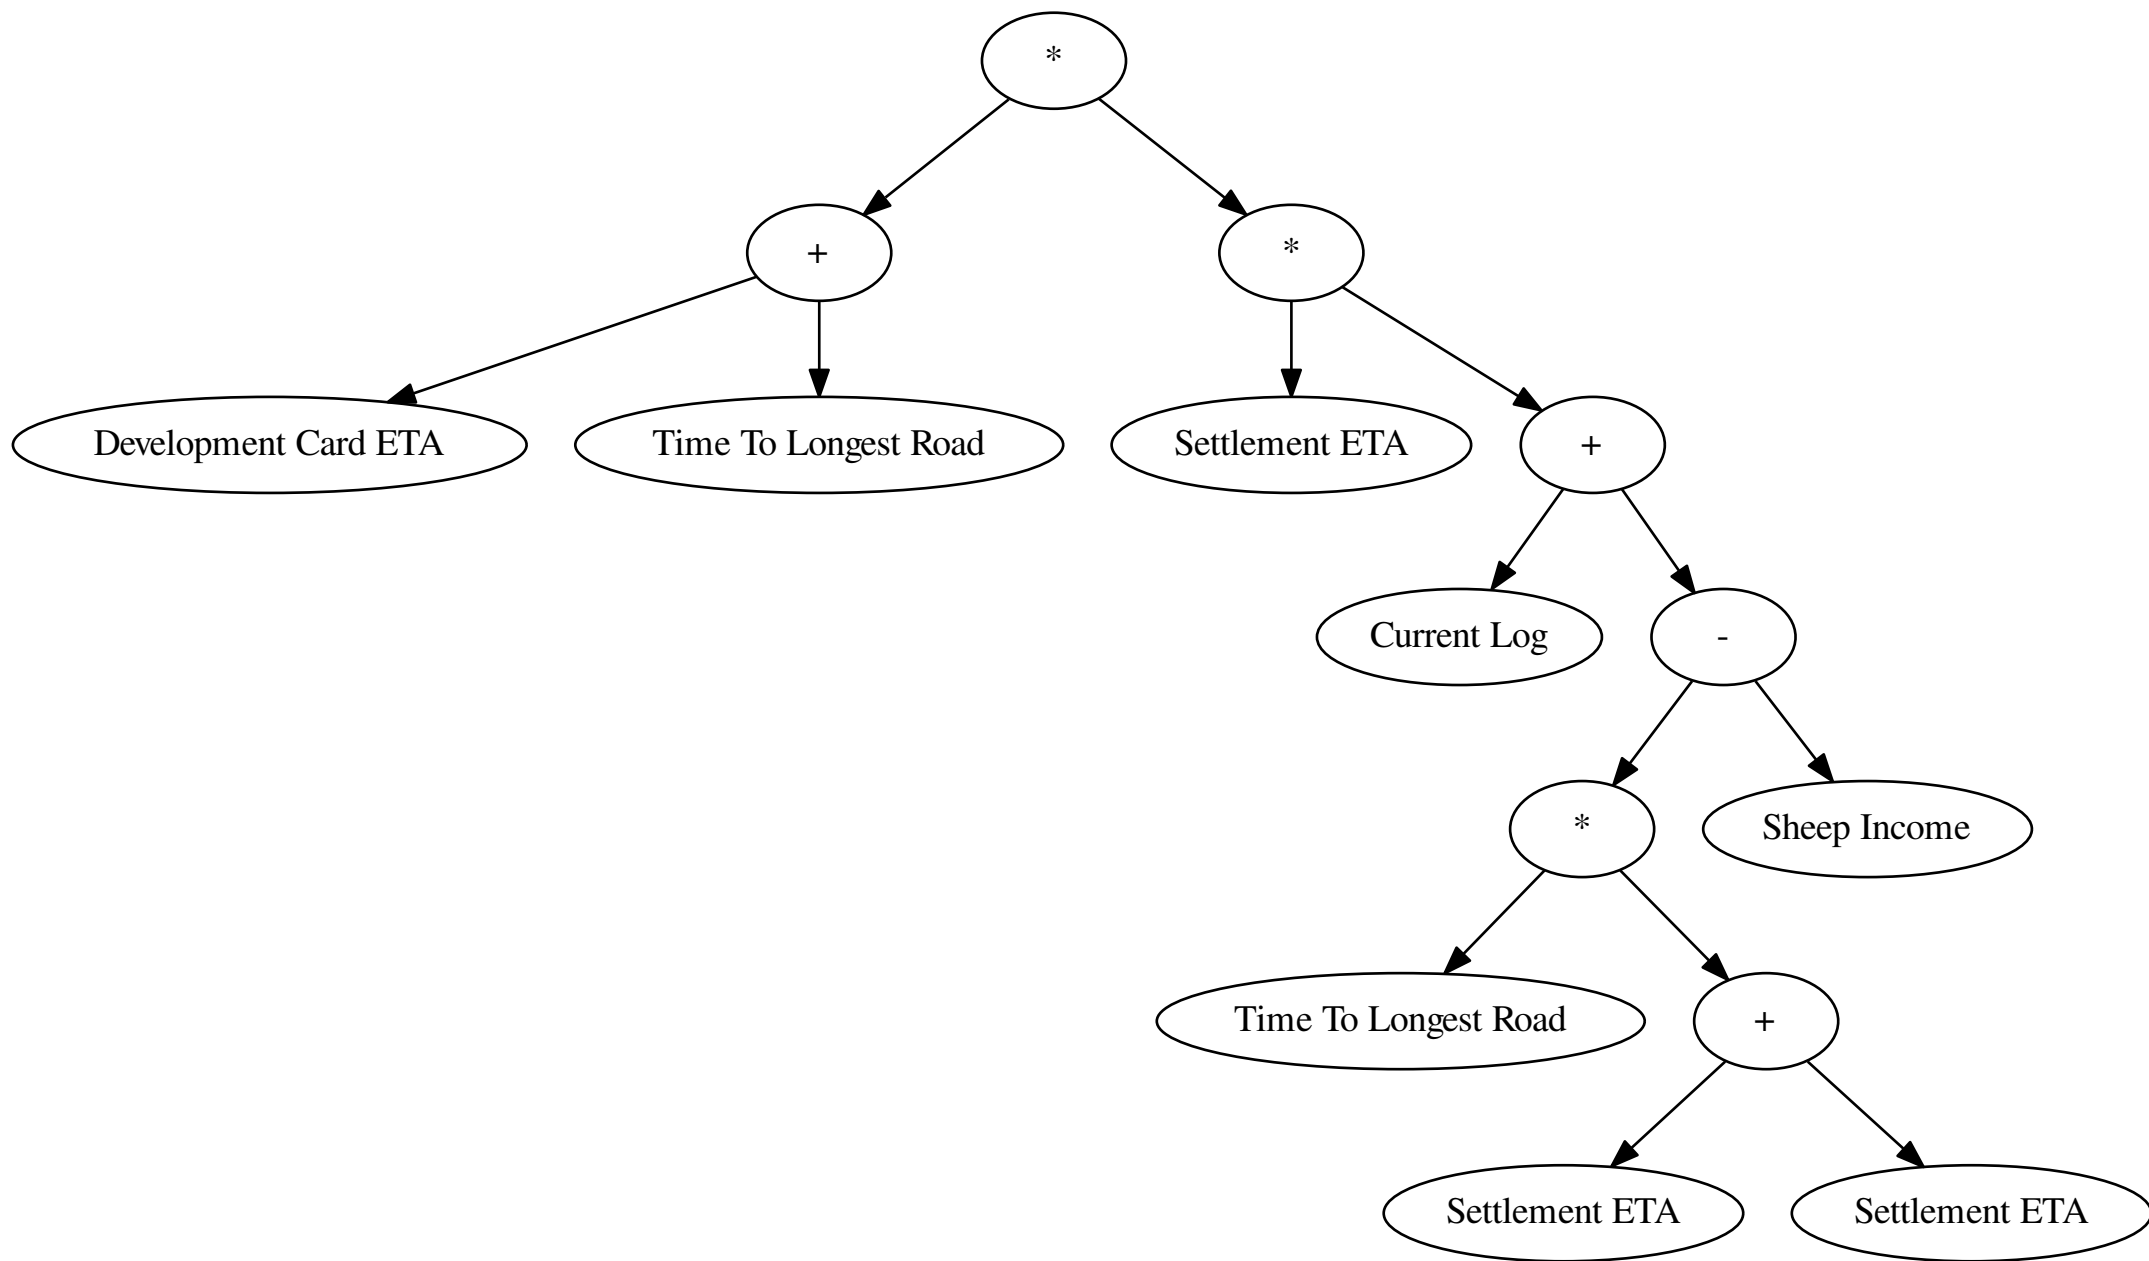 *
+
*
Development Card ETA
Time To Longest Road
Settlement ETA
+
Current Log
-
*
Sheep Income
Time To Longest Road
+
Settlement ETA
Settlement ETA